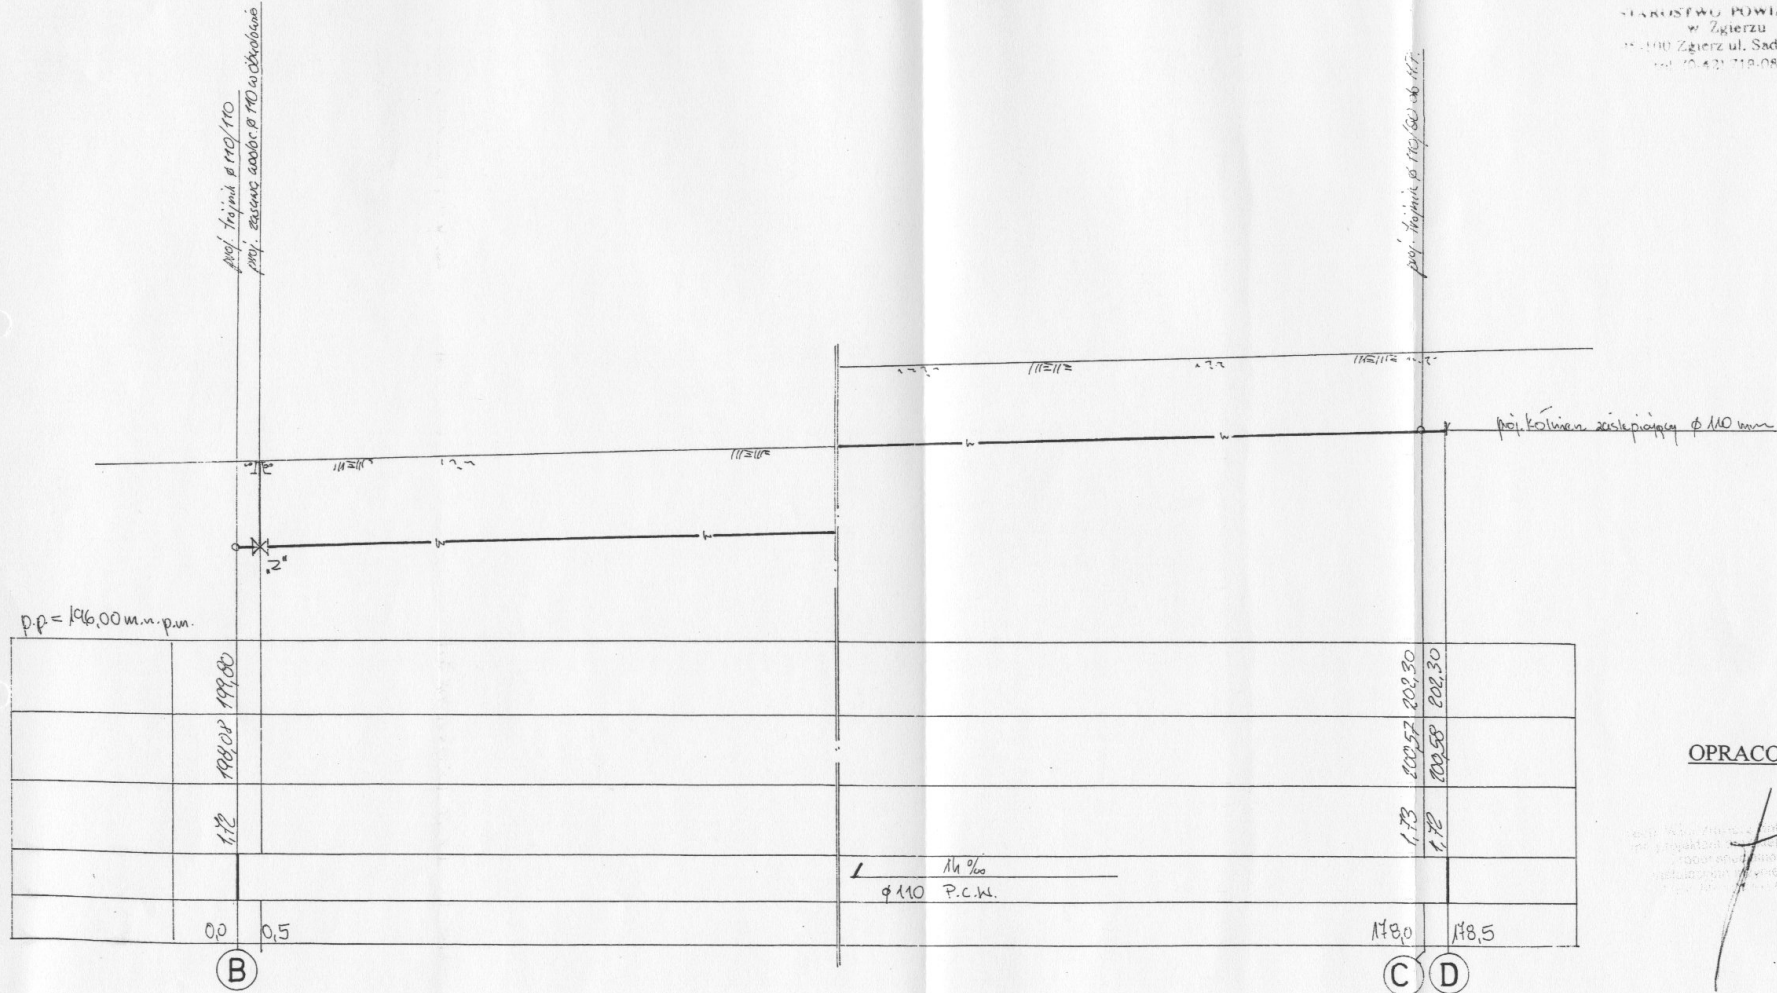 STAROSTWO POWI
w Zgierzu
100 Zgierz ul. Sad
proj. trójnik ø 110/110
proj. zasuwa wodoc. ø 110 w obudowie
proj. trójnik ø 110/80 do H.P.
proj. kołnierz zaślepiający ø 110 mm
"Z"
p.p. = 196,00 m.n.p.m.
199,80
202,30
202,30
198,08
200,57
200,58
1,72
1,73
1,72
14 ‰
ø 110 P.C.W.
0,0
0,5
178,0
178,5
B
C
D
OPRACO